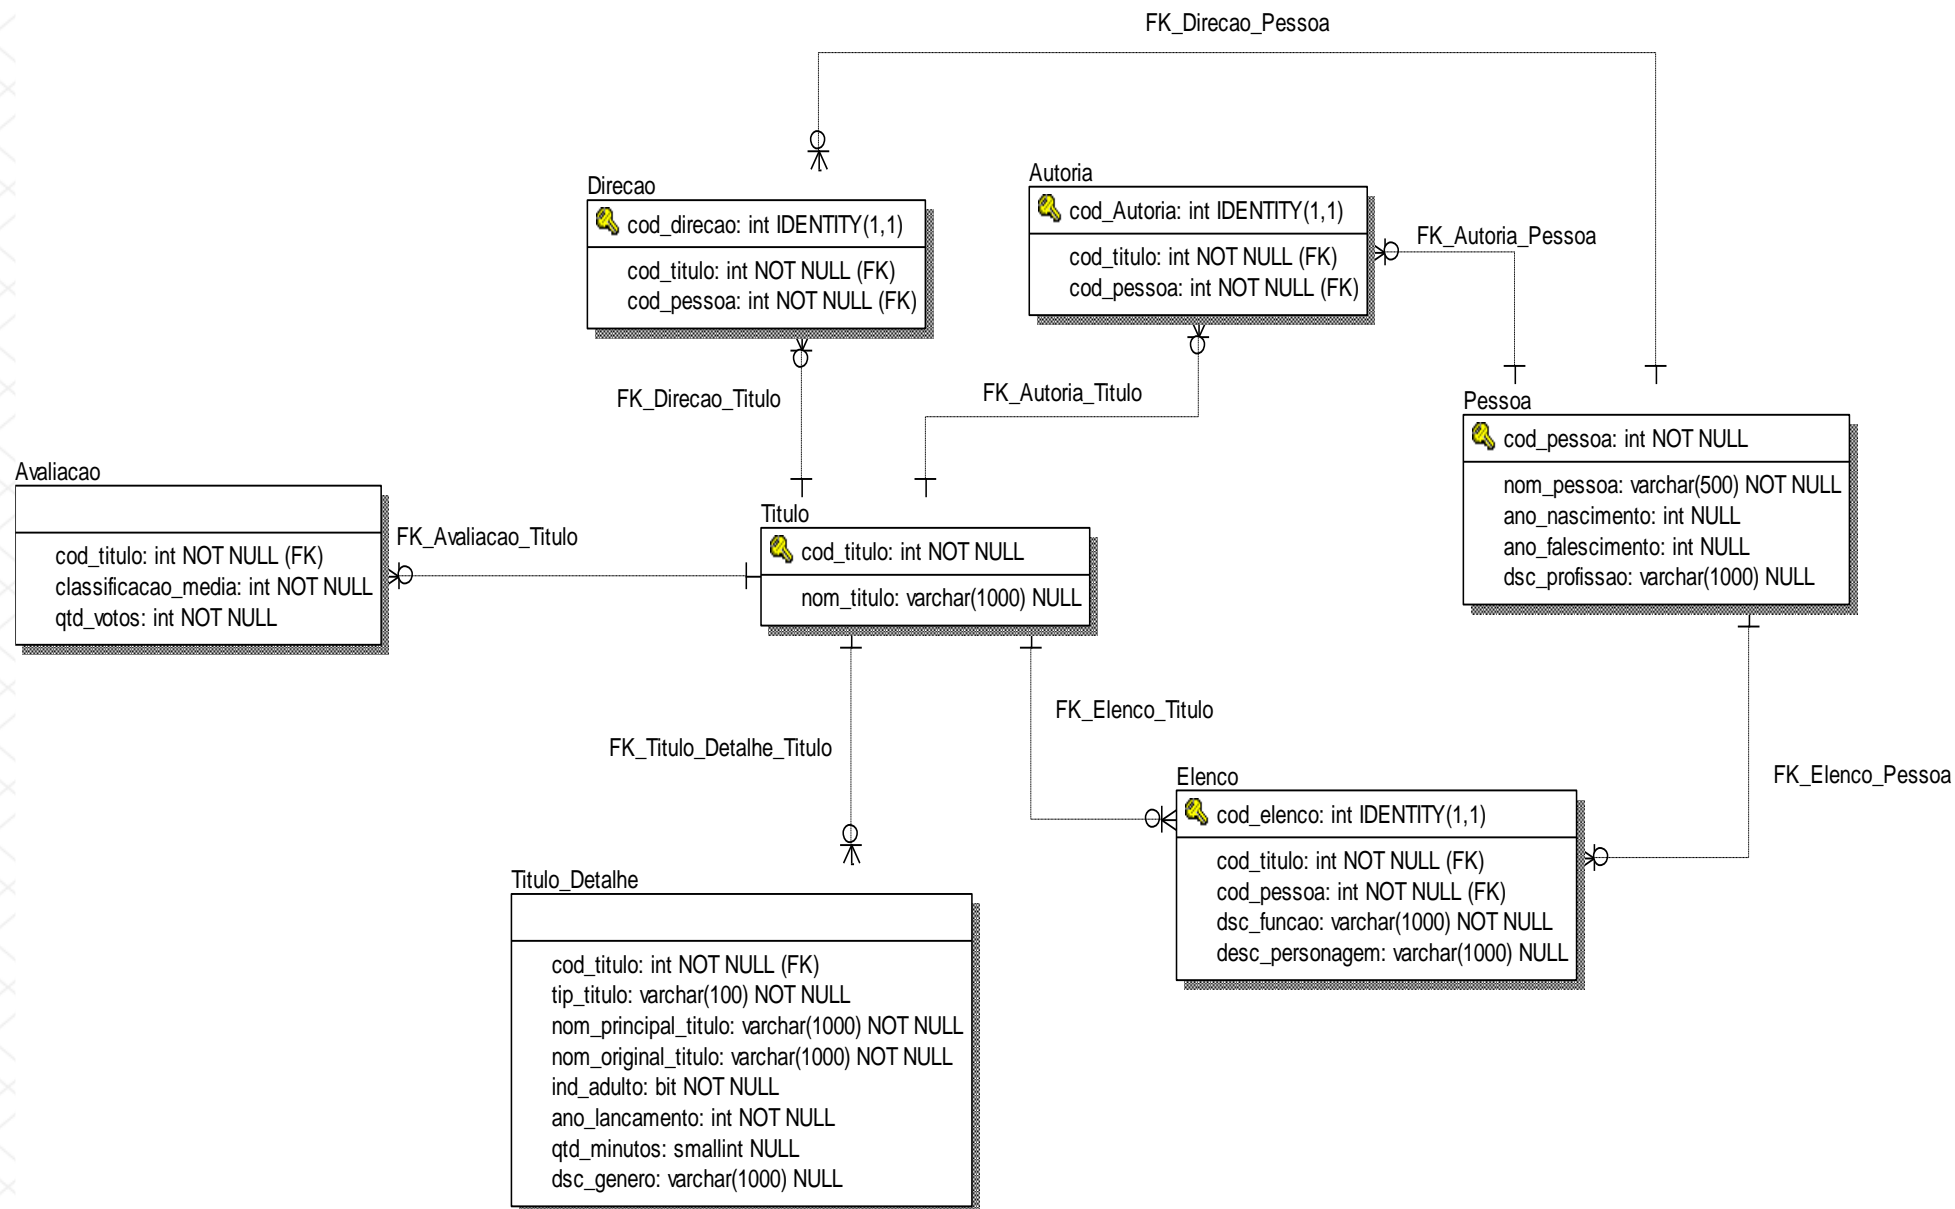 FK_Direcao_Pessoa
Direcao
cod_direcao: int IDENTITY(1,1)
cod_titulo: int NOT NULL (FK)
cod_pessoa: int NOT NULL (FK)
Autoria
cod_Autoria: int IDENTITY(1,1)
cod_titulo: int NOT NULL (FK)
cod_pessoa: int NOT NULL (FK)
FK_Autoria_Pessoa
FK_Direcao_Titulo
FK_Autoria_Titulo
Pessoa
cod_pessoa: int NOT NULL
nom_pessoa: varchar(500) NOT NULL
ano_nascimento: int NULL
ano_falescimento: int NULL
dsc_profissao: varchar(1000) NULL
Avaliacao
cod_titulo: int NOT NULL (FK)
classificacao_media: int NOT NULL
qtd_votos: int NOT NULL
FK_Avaliacao_Titulo
Titulo
cod_titulo: int NOT NULL
nom_titulo: varchar(1000) NULL
FK_Titulo_Detalhe_Titulo
FK_Elenco_Titulo
FK_Elenco_Pessoa
Elenco
cod_elenco: int IDENTITY(1,1)
cod_titulo: int NOT NULL (FK)
cod_pessoa: int NOT NULL (FK)
dsc_funcao: varchar(1000) NOT NULL
desc_personagem: varchar(1000) NULL
Titulo_Detalhe
cod_titulo: int NOT NULL (FK)
tip_titulo: varchar(100) NOT NULL
nom_principal_titulo: varchar(1000) NOT NULL
nom_original_titulo: varchar(1000) NOT NULL
ind_adulto: bit NOT NULL
ano_lancamento: int NOT NULL
qtd_minutos: smallint NULL
dsc_genero: varchar(1000) NULL